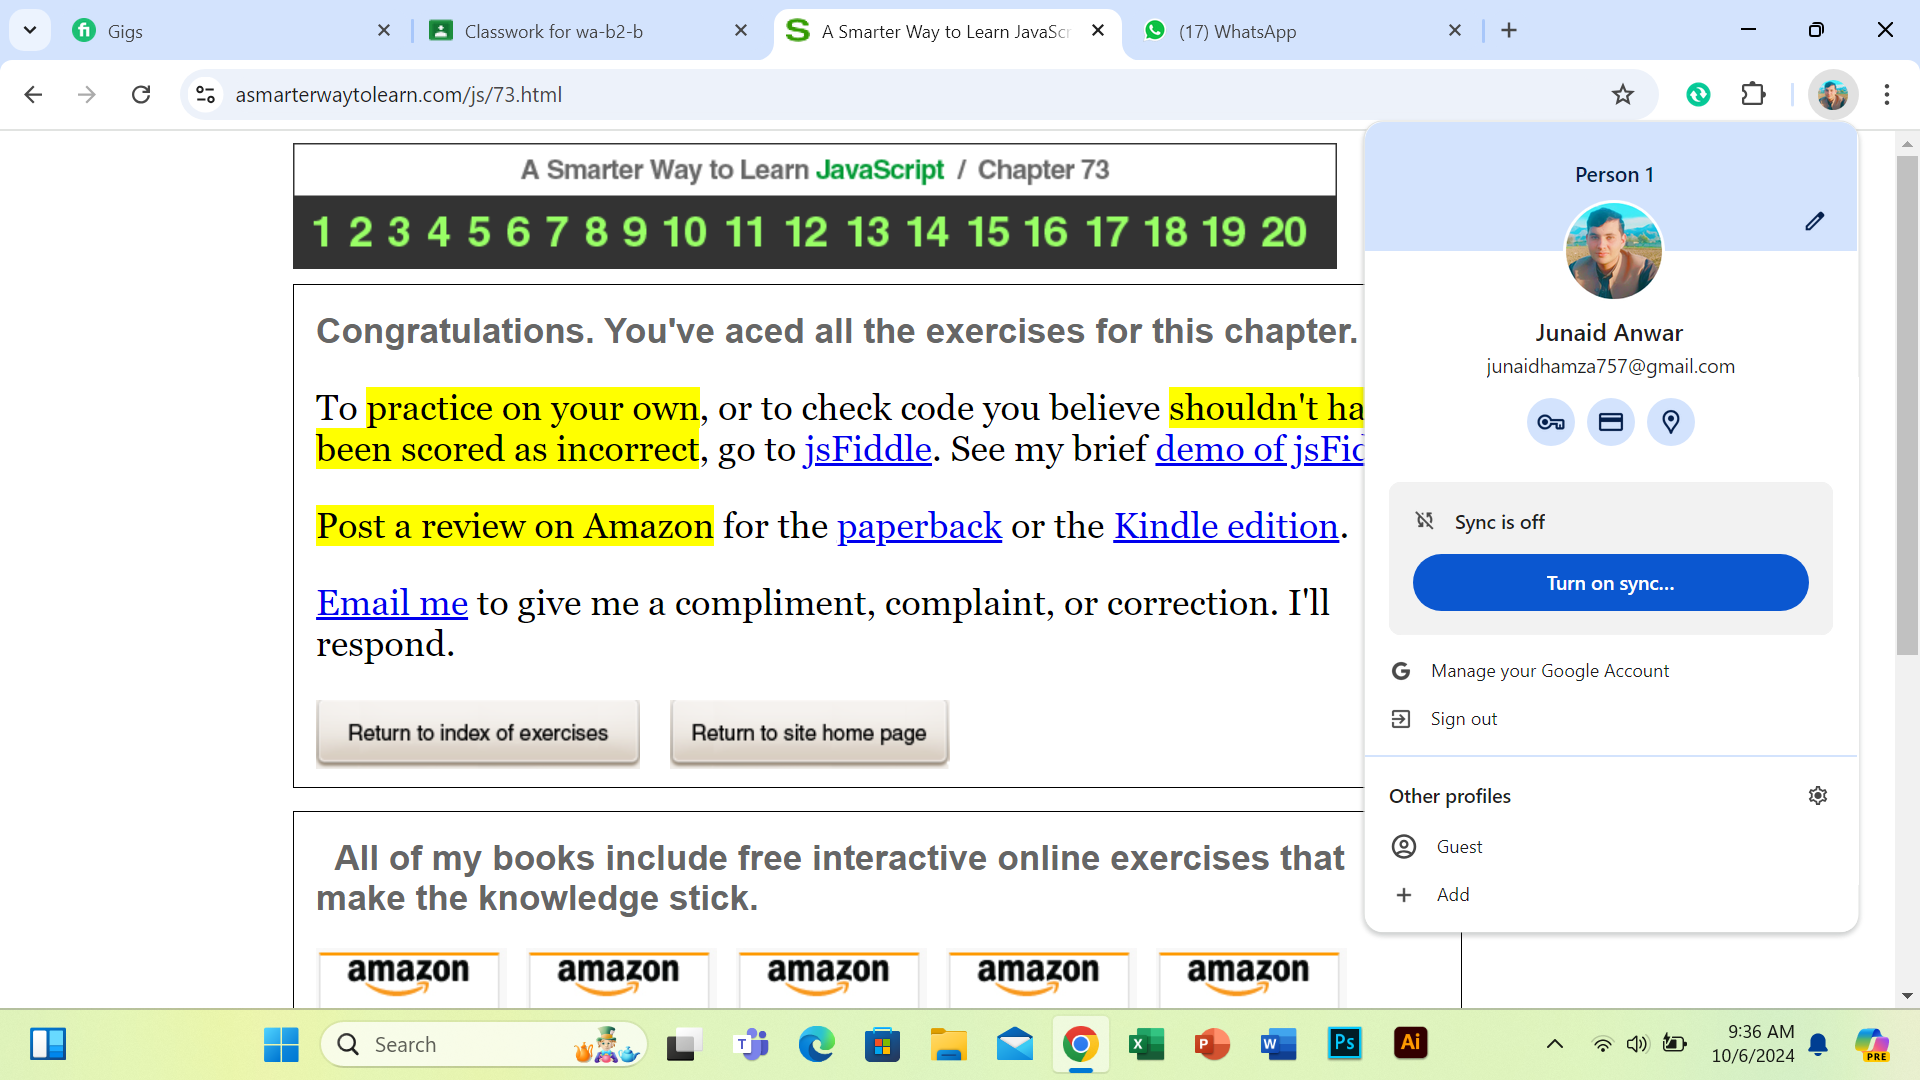 Gigs
Classwork for wa-b2-b
A Smarter Way to Learn JavaScr
(17) WhatsApp
asmarterwaytolearn.com/js/73.html
A Smarter Way to Learn JavaScript / Chapter 73
1 2 3 4 5 6 7 8 9 10 11 12 13 14 15 16 17 18 19 20
Congratulations. You've aced all the exercises for this chapter.
To practice on your own, or to check code you believe shouldn't ha
been scored as incorrect, go to jsFiddle. See my brief demo of jsFid
Post a review on Amazon for the paperback or the Kindle edition.
Email me to give me a compliment, complaint, or correction. I'll
respond.
Return to index of exercises
Return to site home page
All of my books include free interactive online exercises that
make the knowledge stick.
amazon
amazon
amazon
amazon
amazon
Person 1
Junaid Anwar
junaidhamza757@gmail.com
Sync is off
Turn on sync...
Manage your Google Account
Sign out
Other profiles
Guest
Add
Search
Ps
Ai
PRE
9:36 AM
10/6/2024